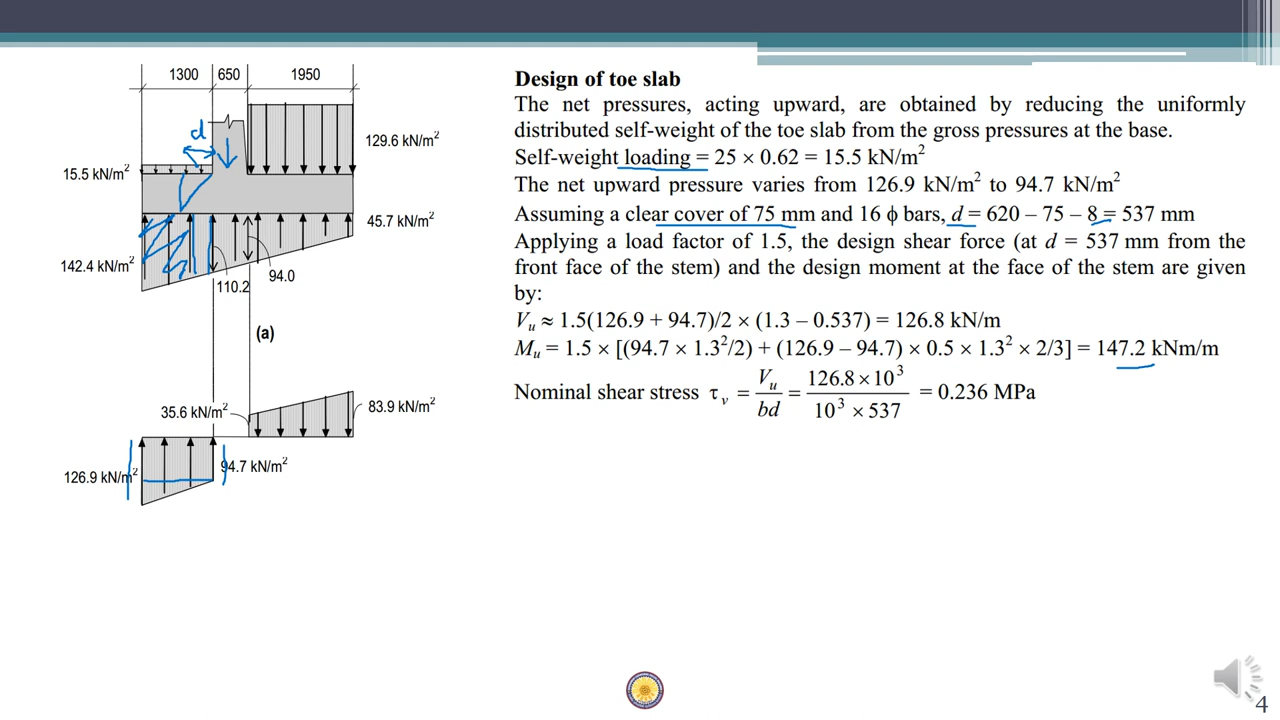 1300 650 1950
d
129.6 kN/m²
15.5 kN/m²
45.7 kN/m²
142.4 kN/m²
94.0
110.2
(a)
35.6 kN/m²
83.9 kN/m²
126.9 kN/m²
94.7 kN/m²
Design of toe slab
The net pressures, acting upward, are obtained by reducing the uniformly
distributed self-weight of the toe slab from the gross pressures at the base.
Self-weight loading = 25 × 0.62 = 15.5 kN/m²
The net upward pressure varies from 126.9 kN/m² to 94.7 kN/m²
Assuming a clear cover of 75 mm and 16 ϕ bars, d = 620 – 75 – 8 = 537 mm
Applying a load factor of 1.5, the design shear force (at d = 537 mm from the
front face of the stem) and the design moment at the face of the stem are given
by:
Vᵤ ≈ 1.5(126.9 + 94.7)/2 × (1.3 – 0.537) = 126.8 kN/m
Mᵤ = 1.5 × [(94.7 × 1.3²/2) + (126.9 – 94.7) × 0.5 × 1.3² × 2/3] = 147.2 kNm/m
Nominal shear stress τᵥ = Vᵤ/bd = 126.8 × 10³/10³ × 537 = 0.236 MPa
4